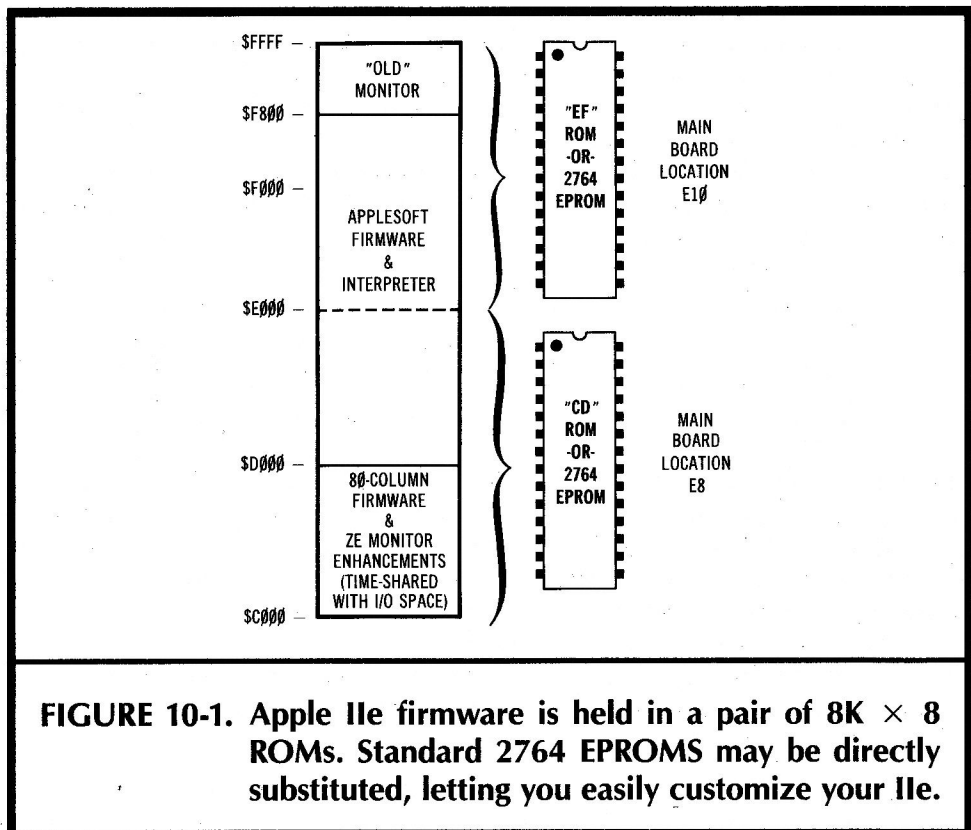 $FFFF –
"OLD"
MONITOR
$F8ØØ –
$FØØØ –
APPLESOFT
FIRMWARE
&
INTERPRETER
$EØØØ –
$DØØØ –
8Ø-COLUMN
FIRMWARE
&
ZE MONITOR
ENHANCEMENTS
(TIME-SHARED
WITH I/O SPACE)
$CØØØ –
"EF"
ROM
-OR-
2764
EPROM
MAIN
BOARD
LOCATION
E1Ø
"CD"
ROM
-OR-
2764
EPROM
MAIN
BOARD
LOCATION
E8
FIGURE 10-1. Apple IIe firmware is held in a pair of 8K × 8
ROMs. Standard 2764 EPROMS may be directly
substituted, letting you easily customize your IIe.